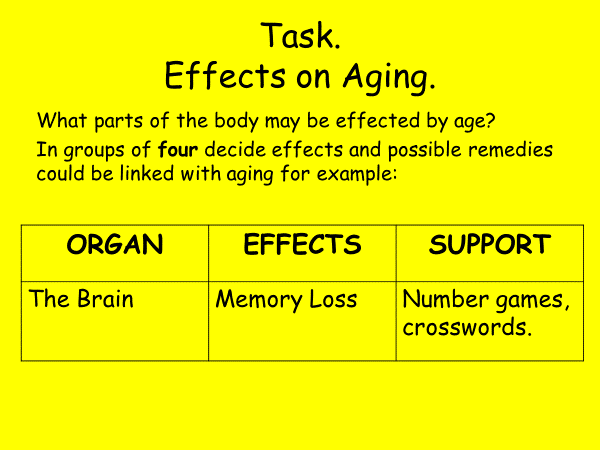 Task.
Effects on Aging.
What parts of the body may be effected by age?
In groups of four decide effects and possible remedies
could be linked with aging for example:
ORGAN EFFECTS SUPPORT
The Brain Memory Loss Number games,
crosswords.